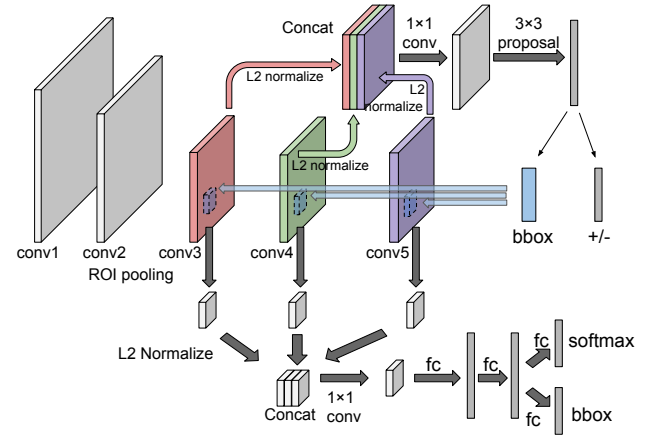 Concat
1×1
conv
3×3
proposal
L2 normalize
L2
normalize
L2 normalize
bbox
+/-
conv1
conv2
conv3
conv4
conv5
ROI pooling
L2 Normalize
Concat
1×1
conv
fc
fc
fc
softmax
fc
bbox